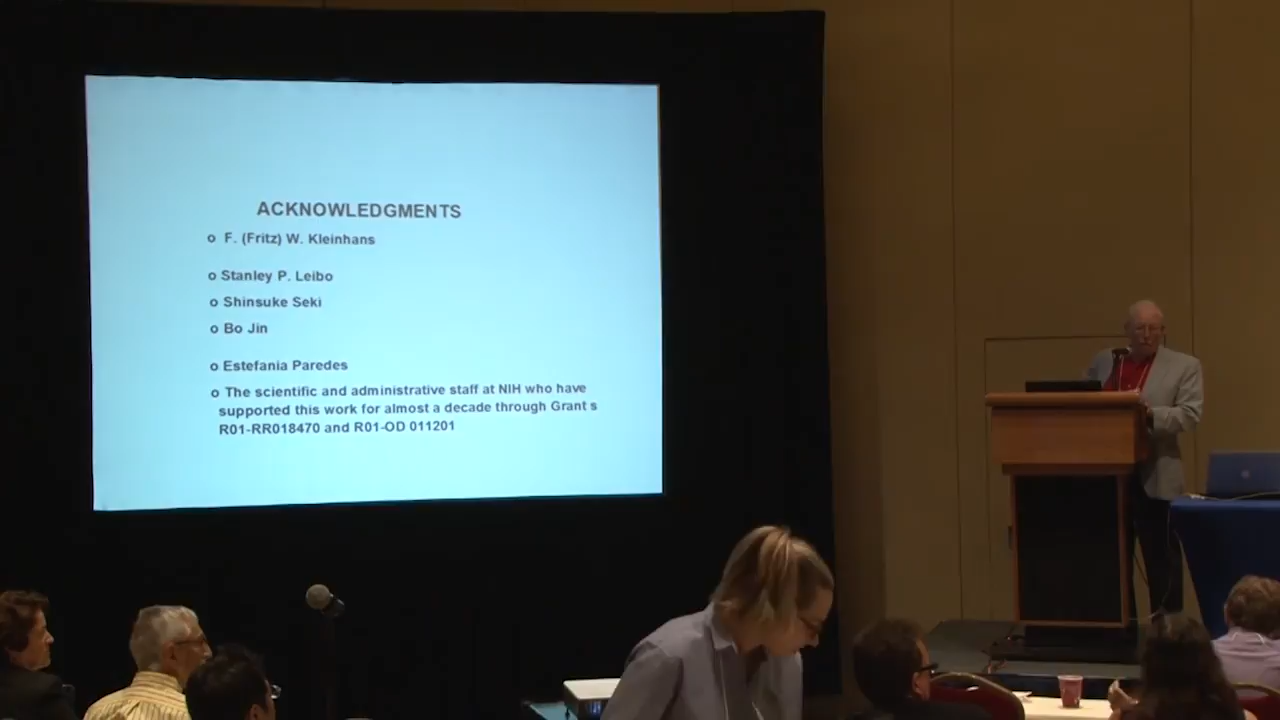 ACKNOWLEDGMENTS
o F. (Fritz) W. Kleinhans
o Stanley P. Leibo
o Shinsuke Seki
o Bo Jin
o Estefania Paredes
o The scientific and administrative staff at NIH who have
supported this work for almost a decade through Grant s
R01-RR018470 and R01-OD 011201